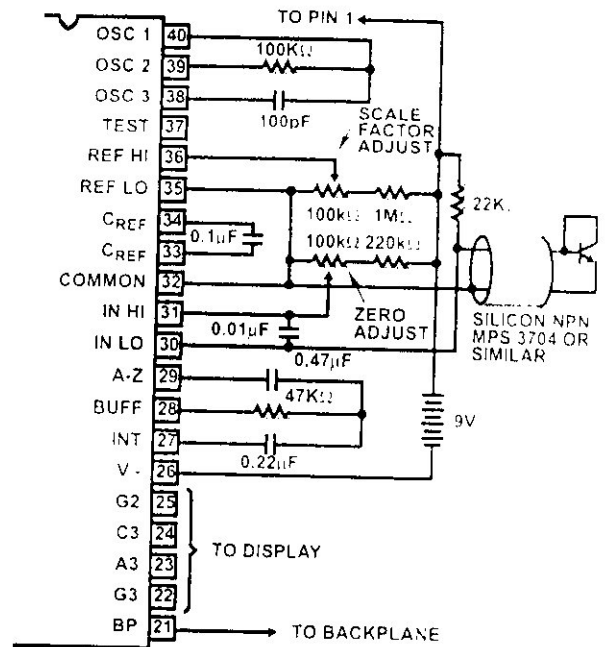 TO PIN 1
OSC 1 40
100KΩ
OSC 2 39
OSC 3 38
100pF
TEST 37
SCALE
FACTOR
ADJUST
REF HI 36
REF LO 35
100kΩ 1MΩ
22K
CREF 34
0.1µF
100kΩ 220kΩ
CREF 33
COMMON 32
IN HI 31
0.01µF
ZERO
ADJUST
SILICON NPN
MPS 3704 OR
SIMILAR
IN LO 30
0.47µF
A-Z 29
47KΩ
BUFF 28
9V
INT 27
0.22µF
V - 26
G2 25
C3 24
TO DISPLAY
A3 23
G3 22
BP 21
TO BACKPLANE